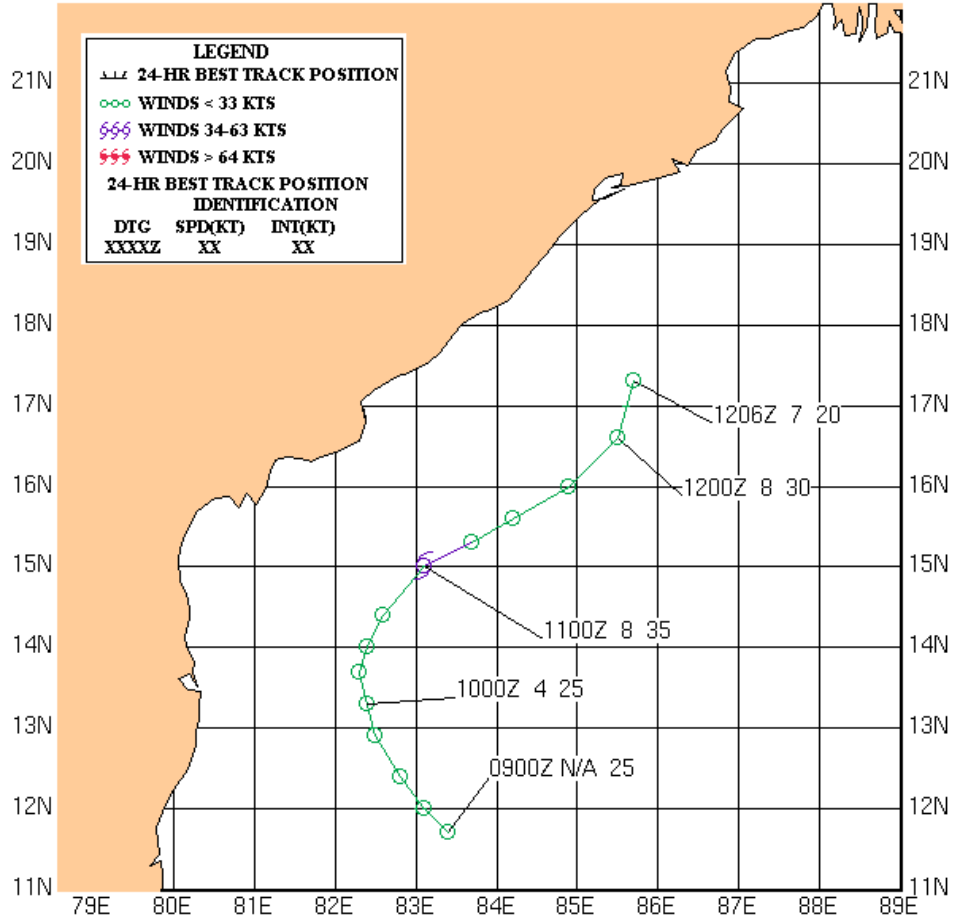 LEGEND
24-HR BEST TRACK POSITION
WINDS < 33 KTS
WINDS 34-63 KTS
WINDS > 64 KTS
24-HR BEST TRACK POSITION
IDENTIFICATION
DTG SPD(KT) INT(KT)
XXXXZ XX XX
21N 21N
20N 20N
19N 19N
18N 18N
17N 17N
1206Z 7 20
16N 16N
1200Z 8 30
15N 15N
1100Z 8 35
14N 14N
1000Z 4 25
13N 13N
0900Z N/A 25
12N 12N
11N 11N
79E 80E 81E 82E 83E 84E 85E 86E 87E 88E 89E